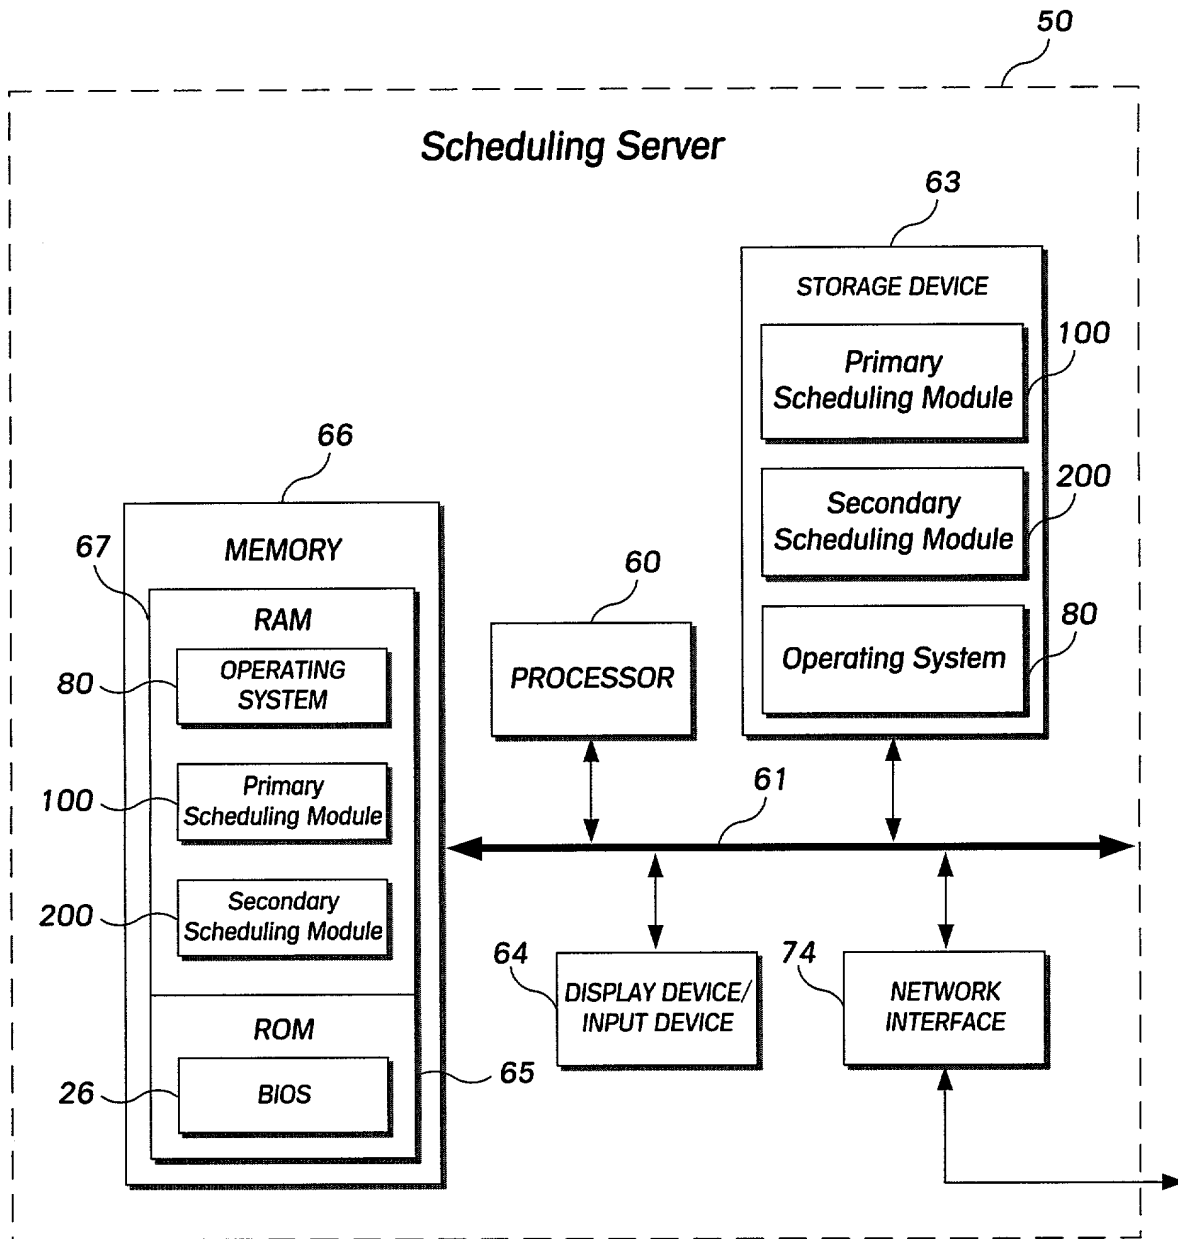 50
Scheduling Server
63
STORAGE DEVICE
Primary
Scheduling Module
100
Secondary
Scheduling Module
200
Operating System
80
66
MEMORY
67
RAM
OPERATING
SYSTEM
80
Primary
Scheduling Module
100
Secondary
Scheduling Module
200
ROM
BIOS
26
65
60
PROCESSOR
61
64
DISPLAY DEVICE/
INPUT DEVICE
74
NETWORK
INTERFACE